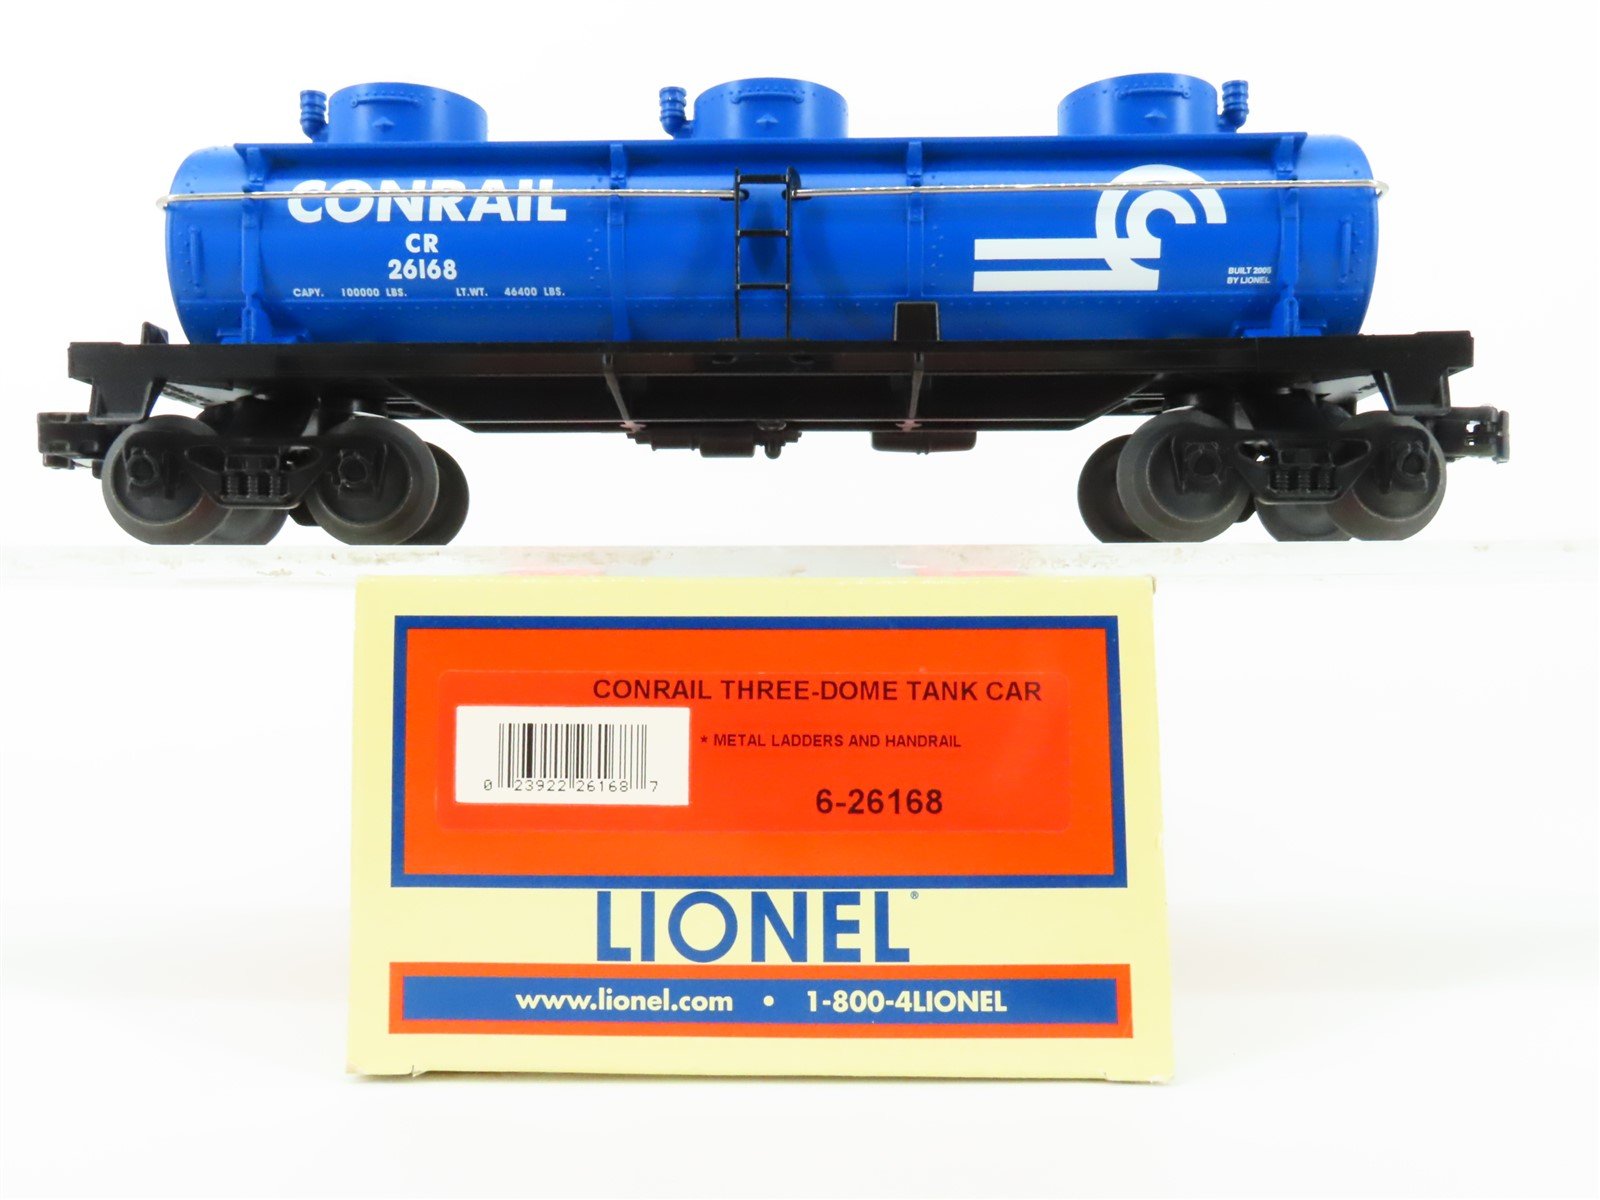 CONRAIL
CR
26168
CAPY. 100000 LBS. LT.WT. 46400 LBS.
BUILT 2005
BY LIONEL
CONRAIL THREE-DOME TANK CAR
* METAL LADDERS AND HANDRAIL
0 23922 26168 7
6-26168
LIONEL®
www.lionel.com • 1-800-4LIONEL